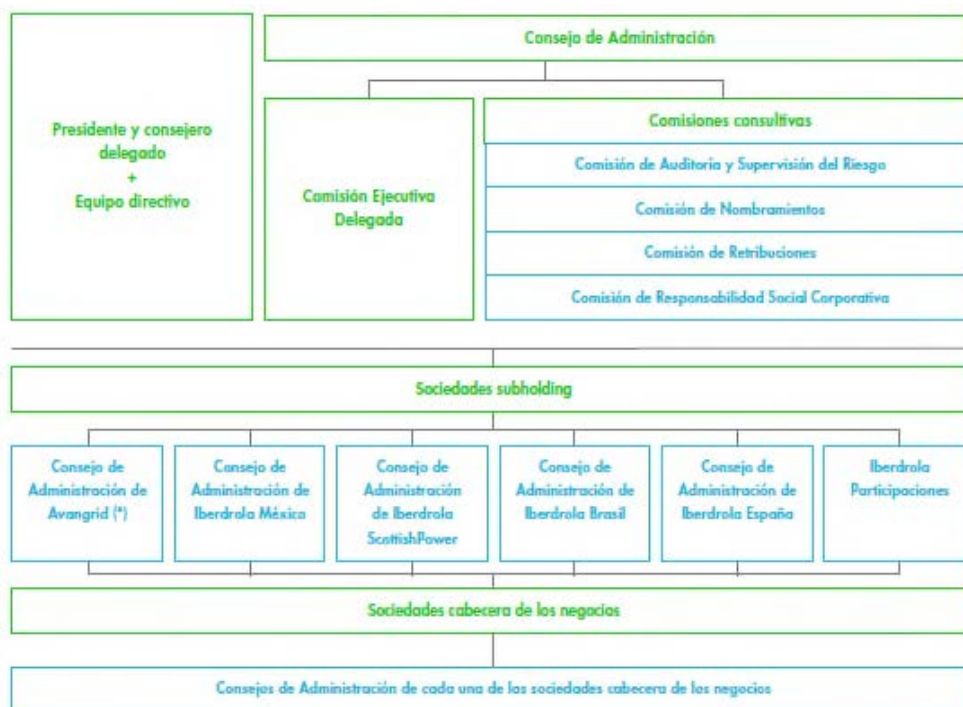 Presidente y consejero
delegado
+
Equipo directivo
Consejo de Administración
Comisión Ejecutiva
Delegada
Comisiones consultivas
Comisión de Auditoría y Supervisión del Riesgo
Comisión de Nombramientos
Comisión de Retribuciones
Comisión de Responsabilidad Social Corporativa
Sociedades subholding
Consejo de
Administración de
Avangrid (*)
Consejo de
Administración de
Iberdrola México
Consejo de
Administración
de Iberdrola
ScottishPower
Consejo de
Administración de
Iberdrola Brasil
Consejo de
Administración de
Iberdrola España
Iberdrola
Participaciones
Sociedades cabecera de los negocios
Consejos de Administración de cada una de las sociedades cabecera de los negocios